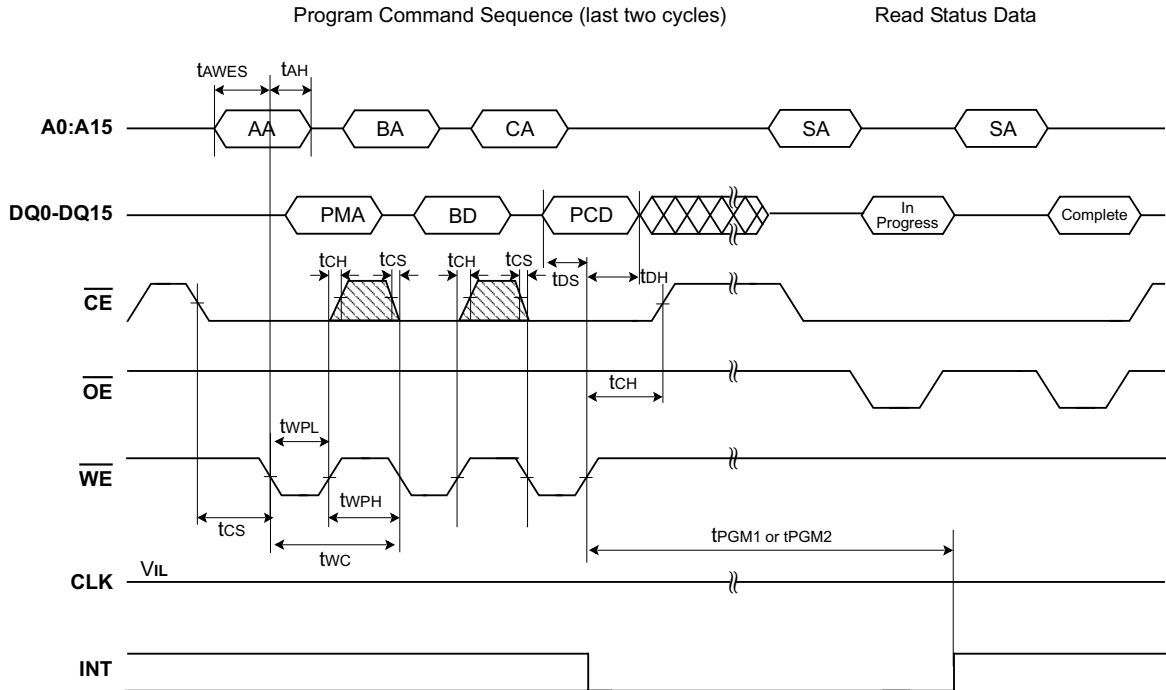 Program Command Sequence (last two cycles) Read Status Data
tAWES tAH
A0:A15 AA BA CA SA SA
DQ0-DQ15 PMA BD PCD In Progress Complete
tCH tCS tCH tCS tDS tDH
CE
OE tCH
tWPL
WE
tWPH
tCS tWC tPGM1 or tPGM2
CLK VIL
INT